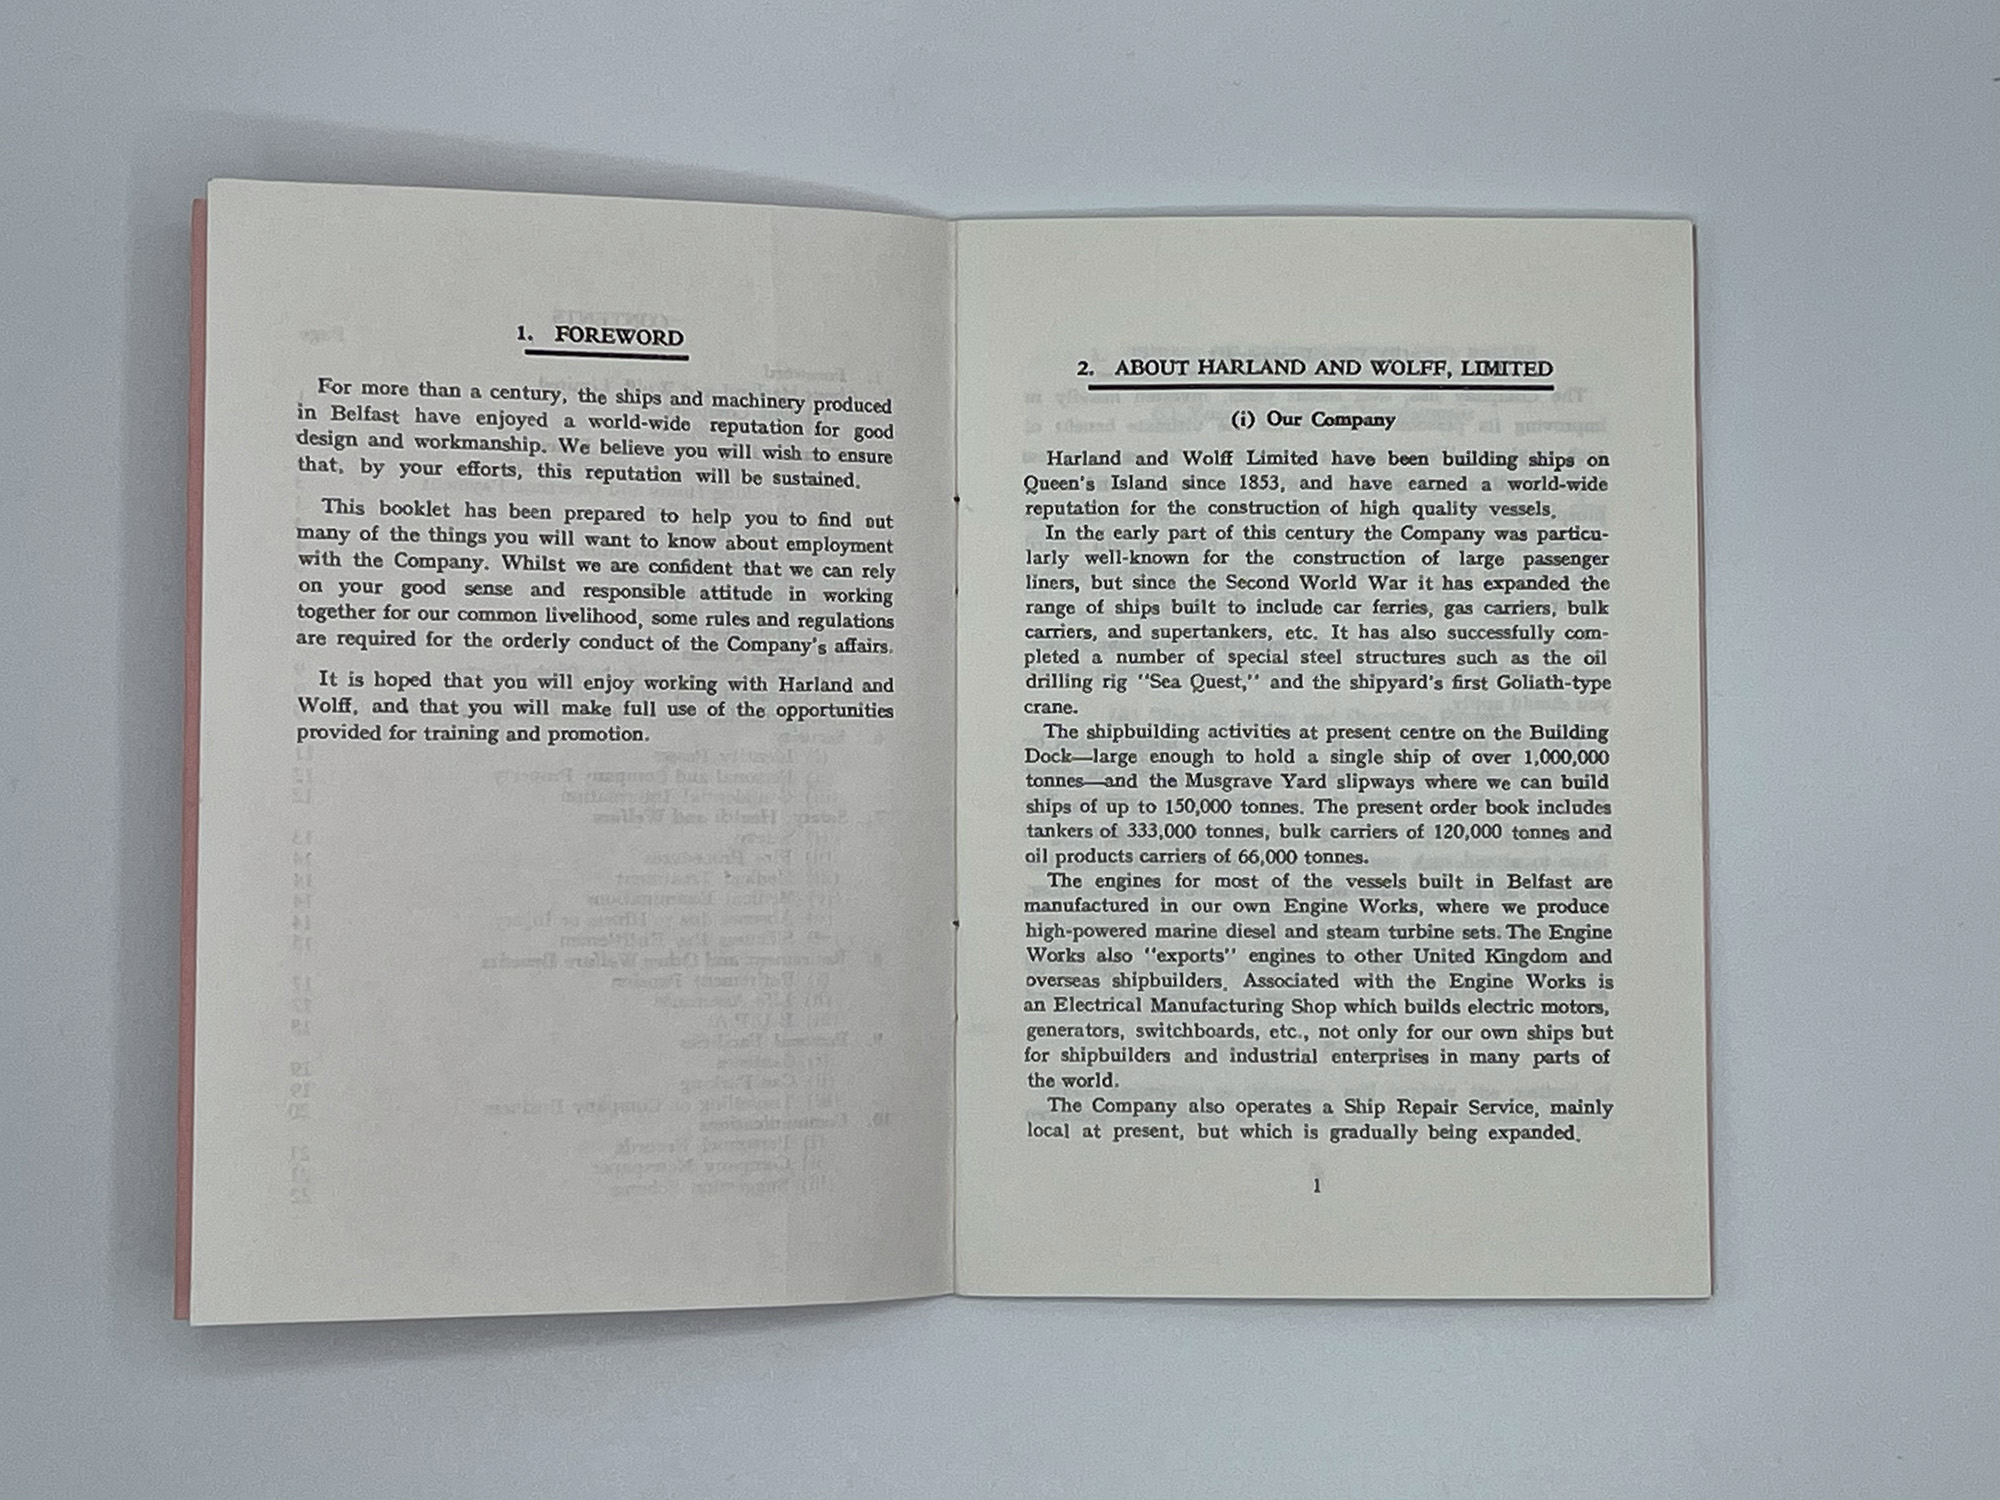 1. FOREWORD
For more than a century, the ships and machinery produced
in Belfast have enjoyed a world-wide reputation for good
design and workmanship. We believe you will wish to ensure
that, by your efforts, this reputation will be sustained.
This booklet has been prepared to help you to find out
many of the things you will want to know about employment
with the Company. Whilst we are confident that we can rely
on your good sense and responsible attitude in working
together for our common livelihood, some rules and regulations
are required for the orderly conduct of the Company's affairs.
It is hoped that you will enjoy working with Harland and
Wolff, and that you will make full use of the opportunities
provided for training and promotion.
2. ABOUT HARLAND AND WOLFF, LIMITED
(i) Our Company
Harland and Wolff Limited have been building ships on
Queen's Island since 1853, and have earned a world-wide
reputation for the construction of high quality vessels.
In the early part of this century the Company was particu-
larly well-known for the construction of large passenger
liners, but since the Second World War it has expanded the
range of ships built to include car ferries, gas carriers, bulk
carriers, and supertankers, etc. It has also successfully com-
pleted a number of special steel structures such as the oil
drilling rig "Sea Quest," and the shipyard's first Goliath-type
crane.
The shipbuilding activities at present centre on the Building
Dock—large enough to hold a single ship of over 1,000,000
tonnes—and the Musgrave Yard slipways where we can build
ships of up to 150,000 tonnes. The present order book includes
tankers of 333,000 tonnes, bulk carriers of 120,000 tonnes and
oil products carriers of 66,000 tonnes.
The engines for most of the vessels built in Belfast are
manufactured in our own Engine Works, where we produce
high-powered marine diesel and steam turbine sets. The Engine
Works also "exports" engines to other United Kingdom and
overseas shipbuilders. Associated with the Engine Works is
an Electrical Manufacturing Shop which builds electric motors,
generators, switchboards, etc., not only for our own ships but
for shipbuilders and industrial enterprises in many parts of
the world.
The Company also operates a Ship Repair Service, mainly
local at present, but which is gradually being expanded.
1